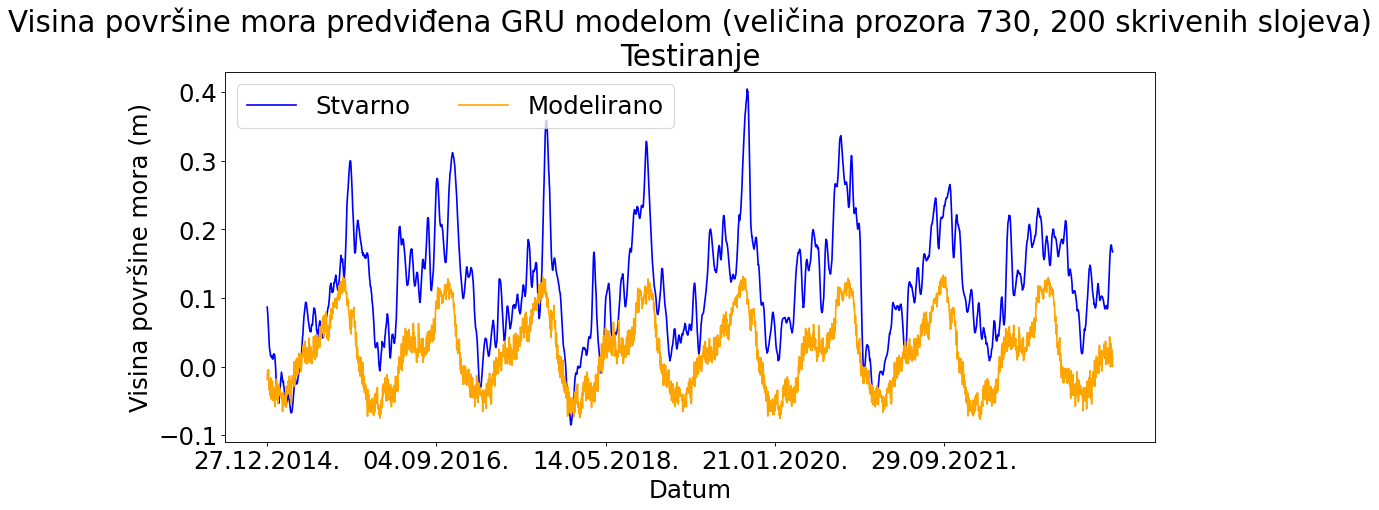 Visina površine mora predviđena GRU modelom (veličina prozora 730, 200 skrivenih slojeva)
Testiranje
Stvarno
Modelirano
Visina površine mora (m)
0.4
0.3
0.2
0.1
0.0
−0.1
27.12.2014.
04.09.2016.
14.05.2018.
21.01.2020.
29.09.2021.
Datum